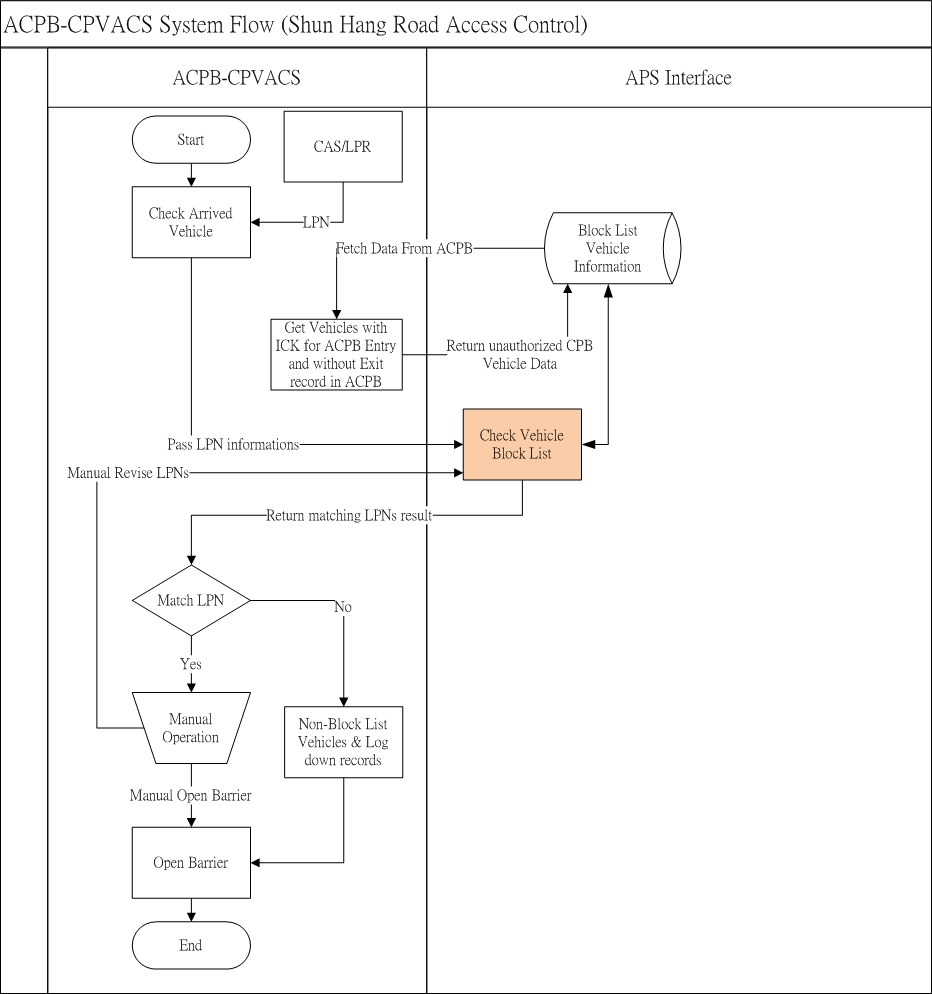 ACPB-CPVACS System Flow (Shun Hang Road Access Control)
ACPB-CPVACS
APS Interface
Start
CAS/LPR
Check Arrived
Vehicle
LPN
Block List
Vehicle
Information
Fetch Data From ACPB
Get Vehicles with
ICK for ACPB Entry
and without Exit
record in ACPB
Return unauthorized CPB
Vehicle Data
Check Vehicle
Block List
Pass LPN informations
Manual Revise LPNs
Return matching LPNs result
Match LPN
No
Yes
Manual
Operation
Non-Block List
Vehicles & Log
down records
Manual Open Barrier
Open Barrier
End